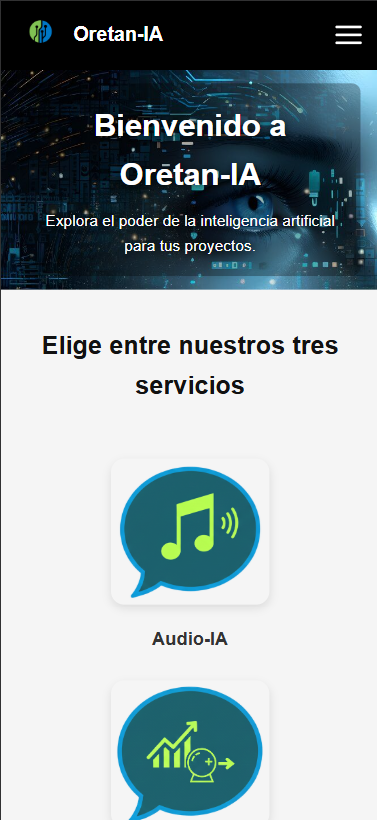 Oretan-IA
Bienvenido a
Oretan-IA
Explora el poder de la inteligencia artificial
para tus proyectos.
Elige entre nuestros tres
servicios
Audio-IA